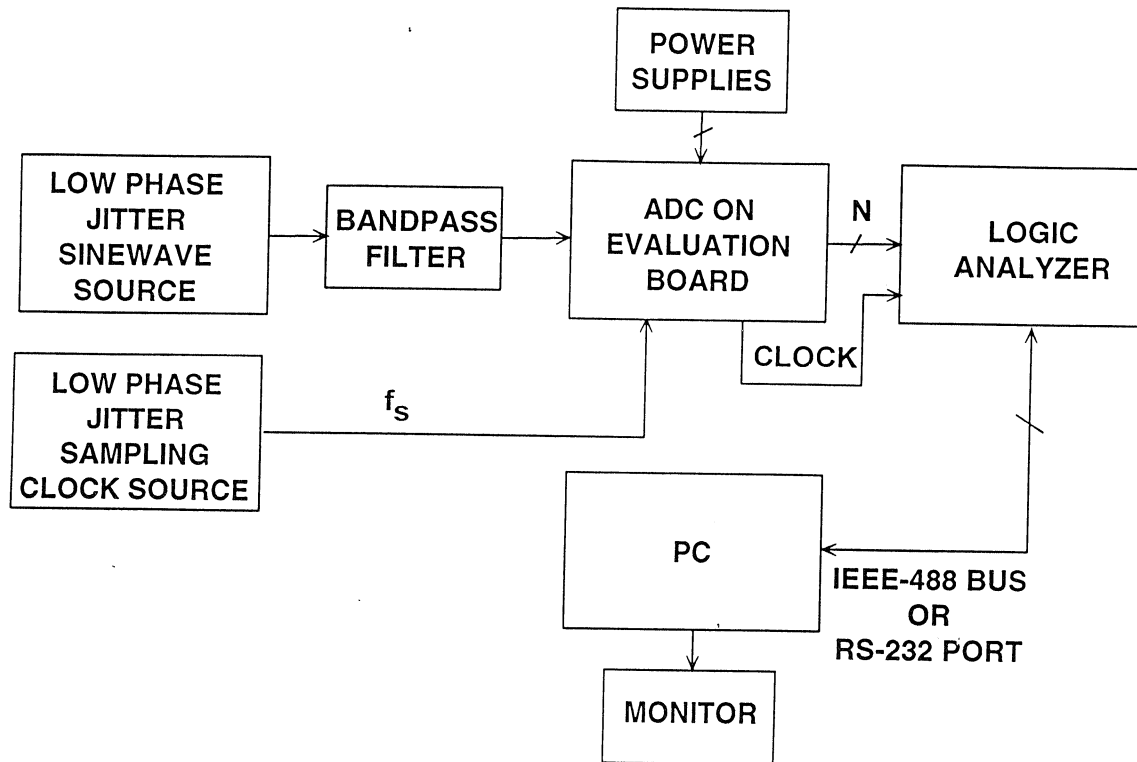 POWER
SUPPLIES
LOW PHASE
JITTER
SINEWAVE
SOURCE
BANDPASS
FILTER
ADC ON
EVALUATION
BOARD
N
LOGIC
ANALYZER
CLOCK
LOW PHASE
JITTER
SAMPLING
CLOCK SOURCE
fS
PC
IEEE-488 BUS
OR
RS-232 PORT
MONITOR